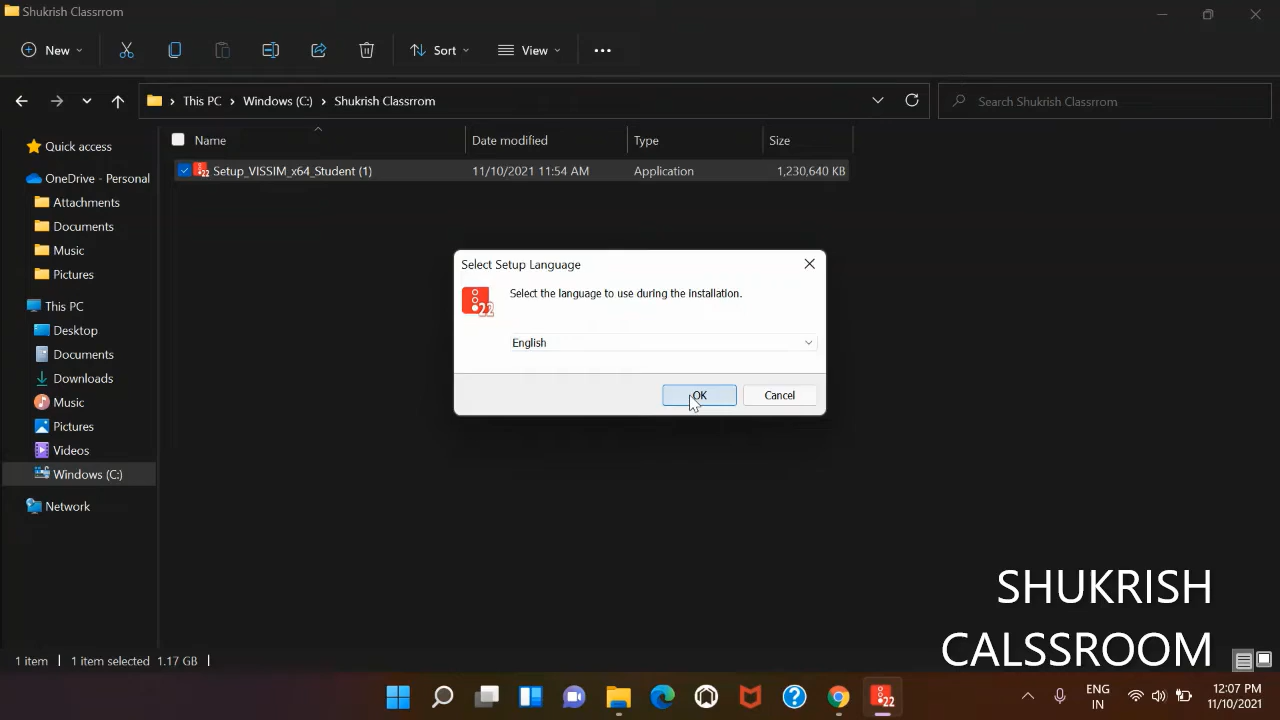 Shukrish Classrrom
New
Sort
View
This PC
Windows (C:)
Shukrish Classrrom
Search Shukrish Classrrom
Name
Date modified
Type
Size
Setup_VISSIM_x64_Student (1)
11/10/2021 11:54 AM
Application
1,230,640 KB
Quick access
OneDrive - Personal
Attachments
Documents
Music
Pictures
This PC
Desktop
Documents
Downloads
Music
Pictures
Videos
Windows (C:)
Network
Select Setup Language
22
Select the language to use during the installation.
English
OK
Cancel
SHUKRISH
CALSSROOM
1 item
1 item selected 1.17 GB
22
ENG
IN
12:07 PM
11/10/2021